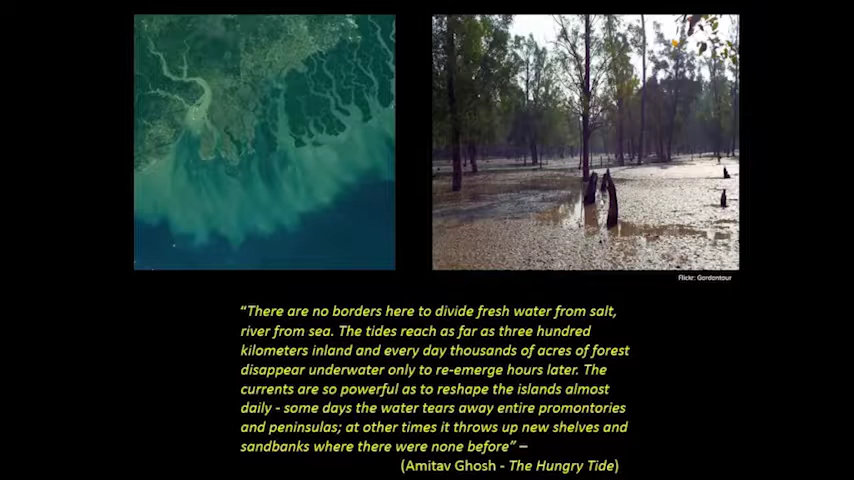 Flickr: Gordontour
“There are no borders here to divide fresh water from salt,
river from sea. The tides reach as far as three hundred
kilometers inland and every day thousands of acres of forest
disappear underwater only to re-emerge hours later. The
currents are so powerful as to reshape the islands almost
daily - some days the water tears away entire promontories
and peninsulas; at other times it throws up new shelves and
sandbanks where there were none before” –
(Amitav Ghosh - The Hungry Tide)